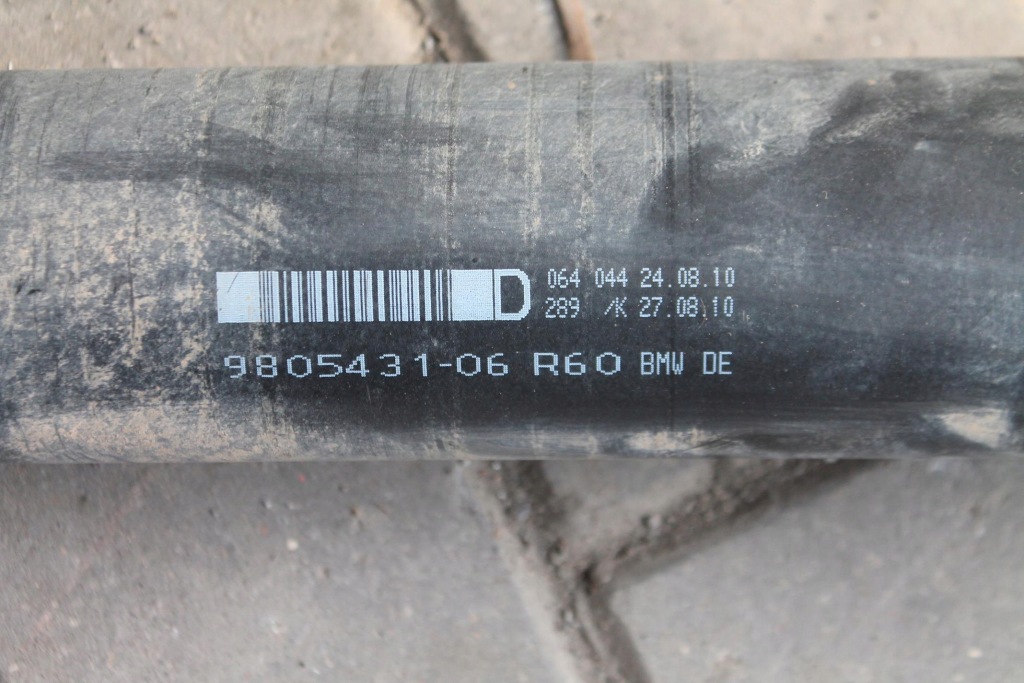 D
064 044 24.08.10
289 /K 27.08.10
9805431-06 R60 BMW DE